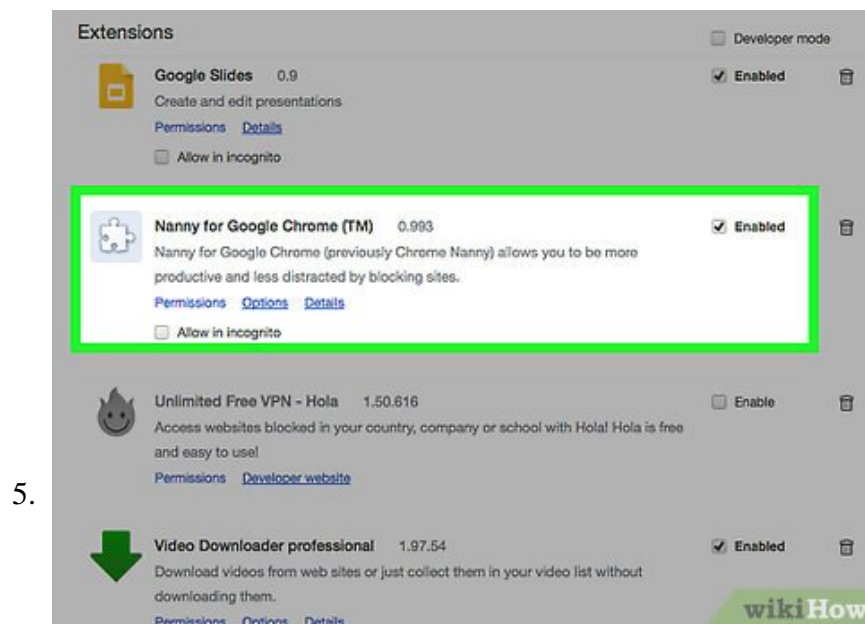 Extensions
Developer mode
Google Slides 0.9
Enabled
Create and edit presentations
Permissions Details
Allow in incognito
Nanny for Google Chrome (TM) 0.993
Enabled
Nanny for Google Chrome (previously Chrome Nanny) allows you to be more
productive and less distracted by blocking sites.
Permissions Options Details
Allow in incognito
Unlimited Free VPN - Hola 1.50.616
Enable
Access websites blocked in your country, company or school with Hola! Hola is free
and easy to use!
Permissions Developer website
5.
Video Downloader professional 1.97.54
Enabled
Download videos from web sites or just collect them in your video list without
downloading them.
Permissions Options Details
wikiHow